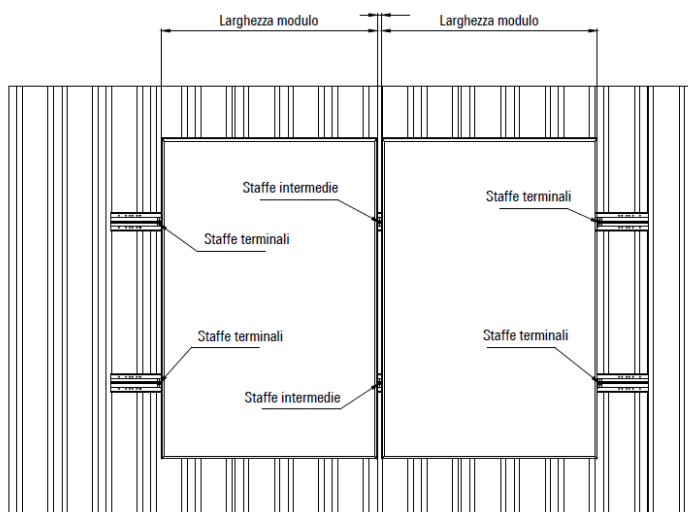 Larghezza modulo
Larghezza modulo
Staffe intermedie
Staffe terminali
Staffe terminali
Staffe terminali
Staffe terminali
Staffe intermedie